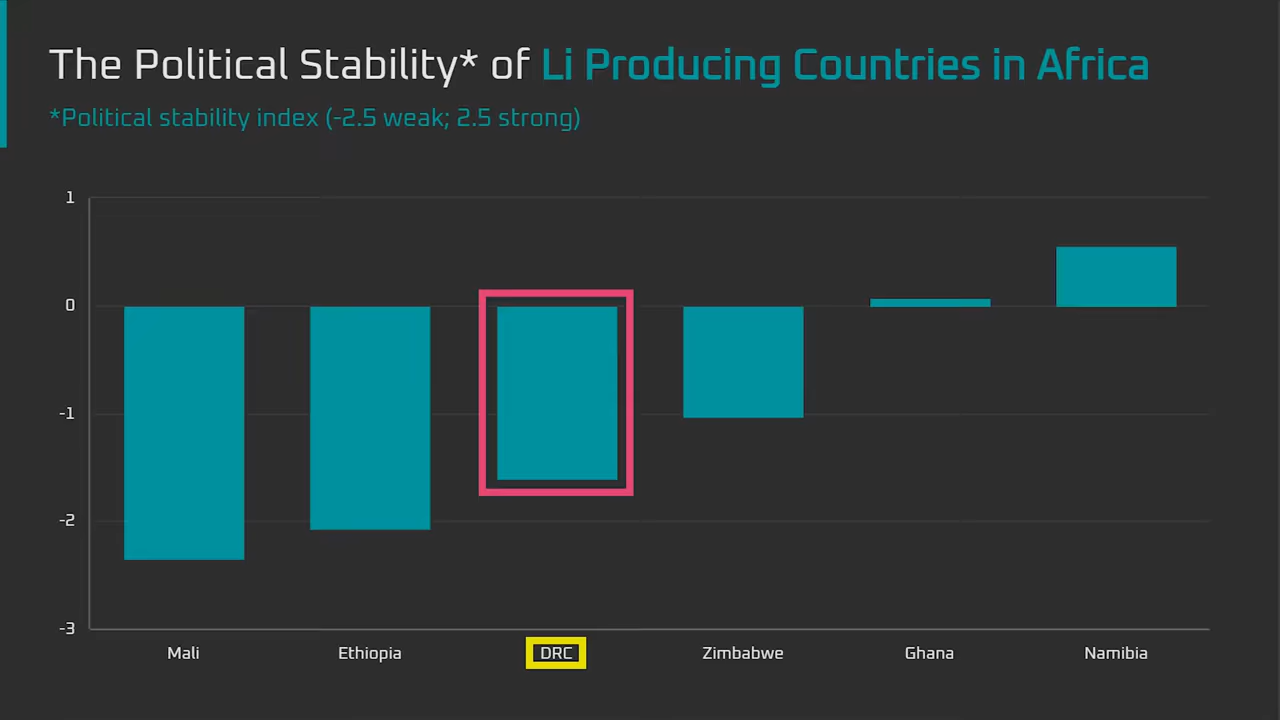 The Political Stability* of Li Producing Countries in Africa
*Political stability index (-2.5 weak; 2.5 strong)
1
0
-1
-2
-3
Mali Ethiopia DRC Zimbabwe Ghana Namibia